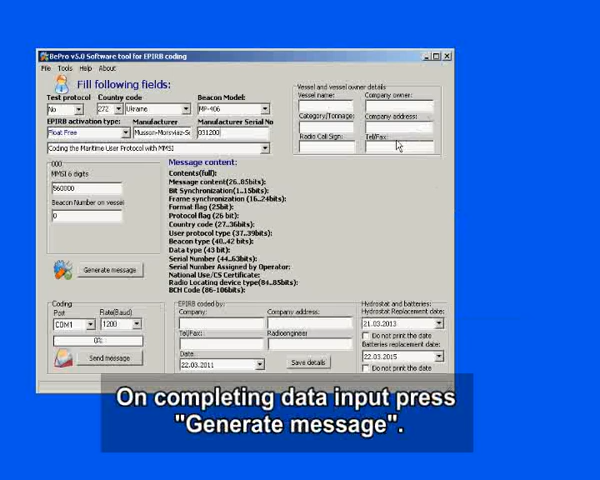 BePro v5.0 Software tool for EPIRB coding
File Tools Help About
Fill following fields:
Test protocol Country code Beacon Model:
No 272 Ukraine MP-406
EPIRB activation type: Manufacturer Manufacturer Serial No
Float Free Musson-Morsviaz-S 031200
Coding the Maritime User Protocol with MMSI
Vessel and vessel owner details
Vessel name: Company owner:
Category/Tonnage Company address:
Radio Call Sign: Tel/Fax:
000
MMSI 6 digits
560000
Beacon Number on vessel
0
Generate message
Message content:
Contents(full):
Message content(26..85bits):
Bit Synchronization(1..15bits):
Frame synchronization (16..24bits):
Format flag (25bit):
Protocol flag (26 bit):
Country code (27..36bits):
User protocol type (37..39bits):
Beacon type (40..42 bits):
Data type (43 bit):
Serial Number (44..63bits):
Serial Number Assigned by Operator:
National Use/CS Certificate:
Radio Locating device type(84..85bits):
BCH Code (86-106bits):
Coding
Port Rate(Baud)
COM1 1200
0%
Send message
EPIRB coded by:
Company: Company address:
Tel/Fax: Radioengineer
Date
22.03.2011 Save details
Hydrostat and batteries:
Hydrostat Replacement date:
21.03.2013
Do not print the date
Batteries replacement date:
22.03.2015
Do not print the date
On completing data input press
"Generate message".